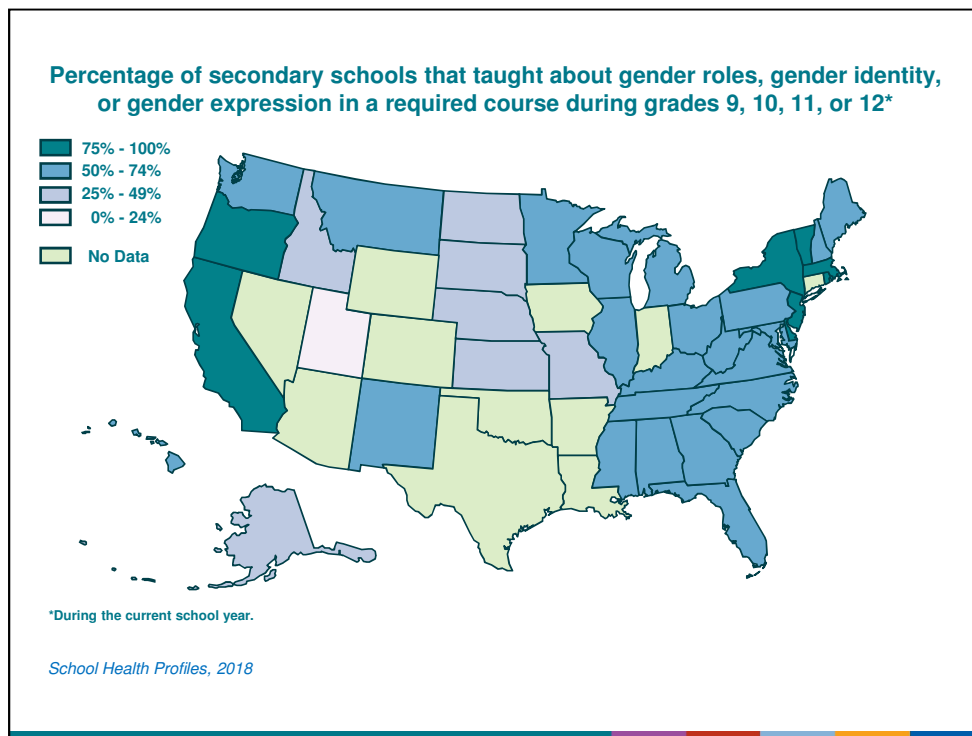 Percentage of secondary schools that taught about gender roles, gender identity,
or gender expression in a required course during grades 9, 10, 11, or 12*
75% - 100%
50% - 74%
25% - 49%
0% - 24%
No Data
*During the current school year.
School Health Profiles, 2018